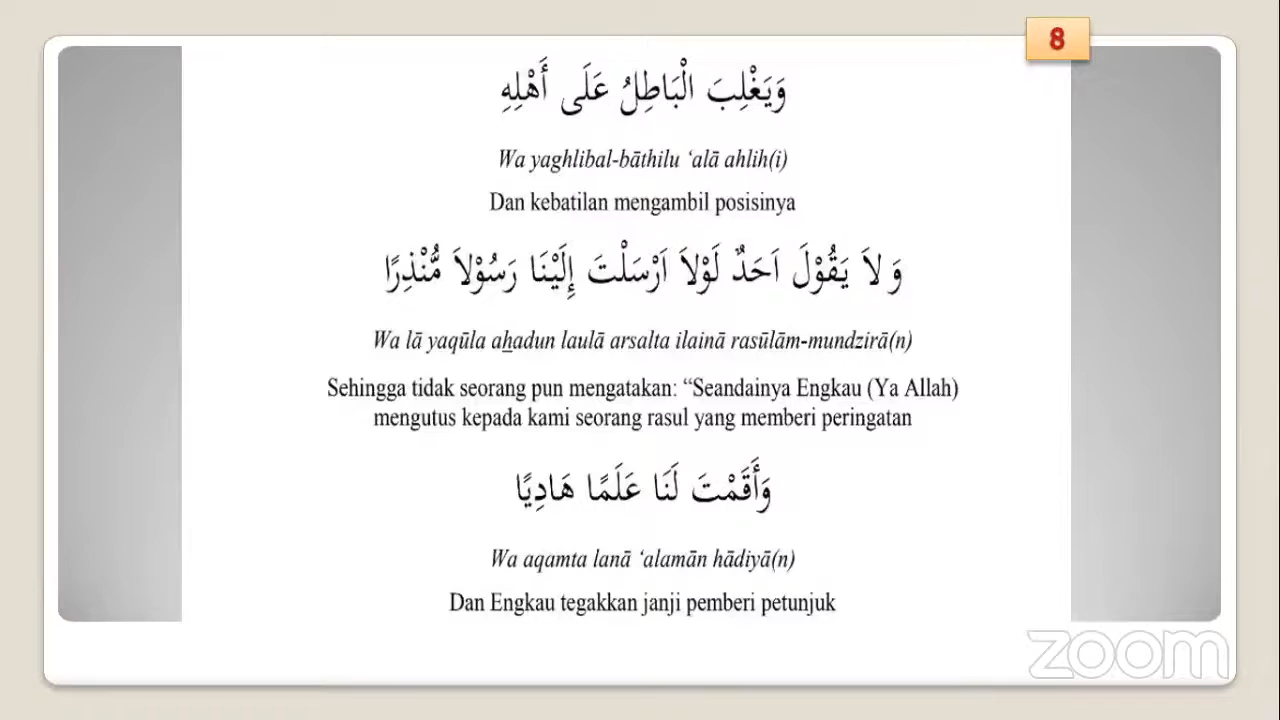 8
وَيَغْلِبَ الْبَاطِلُ عَلَى أَهْلِهِ
Wa yaghlibal-bāthilu ‘alā ahlih(i)
Dan kebatilan mengambil posisinya
وَ لاَ يَقُوْلَ اَحَدٌ لَوْلاَ اَرْسَلْتَ إِلَيْنَا رَسُوْلاَ مُّنْذِرًا
Wa lā yaqūla ahadun laulā arsalta ilainā rasūlām-mundzirā(n)
Sehingga tidak seorang pun mengatakan: “Seandainya Engkau (Ya Allah)
mengutus kepada kami seorang rasul yang memberi peringatan
وَأَقَمْتَ لَنَا عَلَمًا هَادِيًا
Wa aqamta lanā ‘alamān hādiyā(n)
Dan Engkau tegakkan janji pemberi petunjuk
zoom